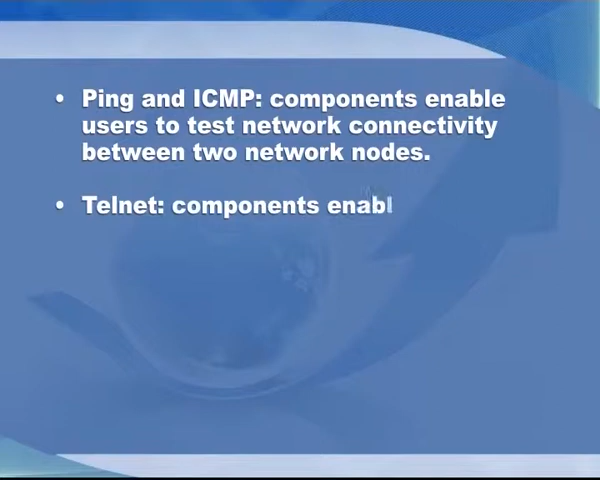 • Ping and ICMP: components enable
users to test network connectivity
between two network nodes.
• Telnet: components enabl